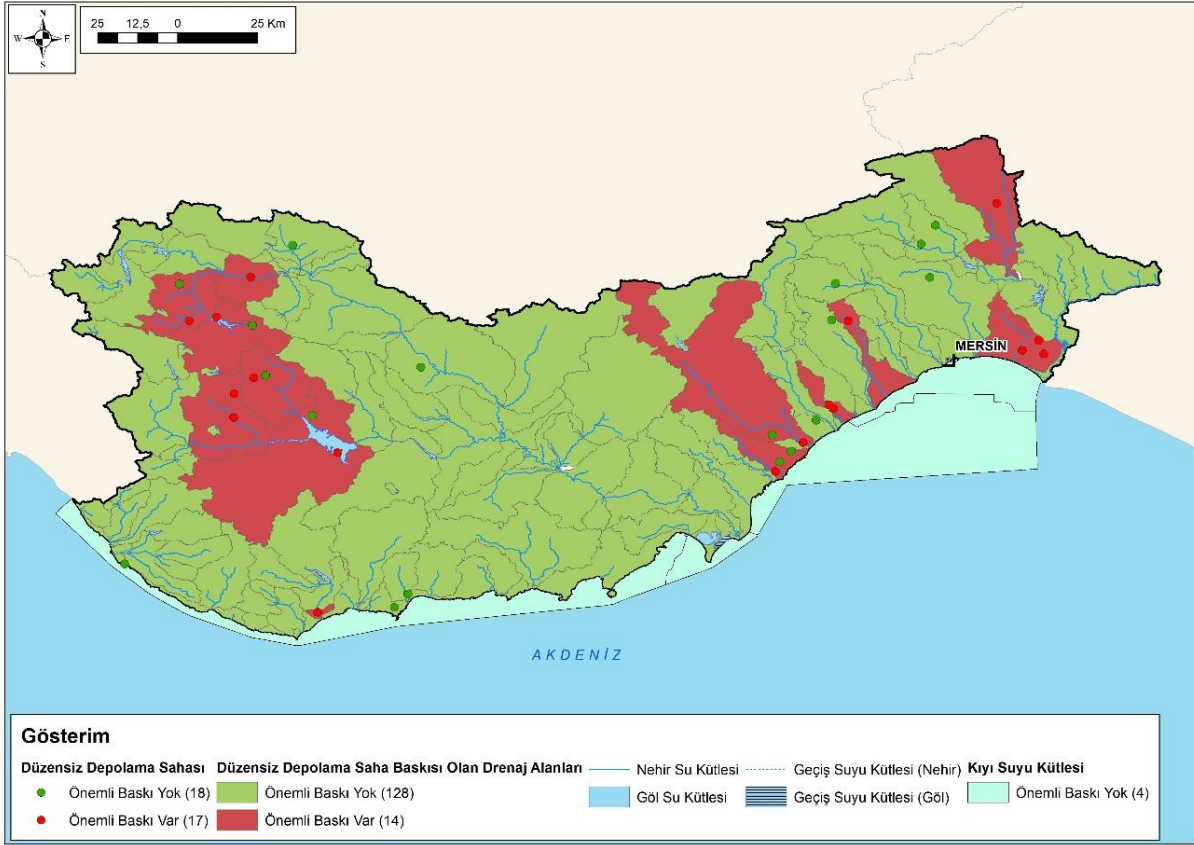 N
W E
S
25 12,5 0 25 Km
MERSİN
AKDENİZ
Gösterim
Düzensiz Depolama Sahası
Önemli Baskı Yok (18)
Önemli Baskı Var (17)
Düzensiz Depolama Saha Baskısı Olan Drenaj Alanları
Önemli Baskı Yok (128)
Önemli Baskı Var (14)
Nehir Su Kütlesi
Göl Su Kütlesi
Geçiş Suyu Kütlesi (Nehir)
Geçiş Suyu Kütlesi (Göl)
Kıyı Suyu Kütlesi
Önemli Baskı Yok (4)